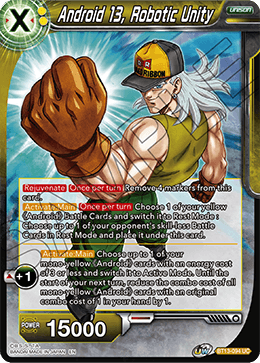 X
Android 13, Robotic Unity
UNISON
RIBBON
Rejuvenate Once per turn Remove 4 markers from this
card.
Activate:Main Once per turn Choose 1 of your yellow
《Android》 Battle Cards and switch it to Rest Mode :
Choose up to 1 of your opponent's skill-less Battle
Cards in Rest Mode and place it under this card.
+1
Activate:Main Choose up to 1 of your
mono-yellow 《Android》 cards with an energy cost
of 3 or less and switch it to Active Mode. Until the
start of your next turn, reduce the combo cost of all
mono-yellow 《Android》 cards with an original
combo cost of 1 in your hand by 1.
POWER
15000
BANDAI MADE IN JAPAN EN
BT13-094 UC